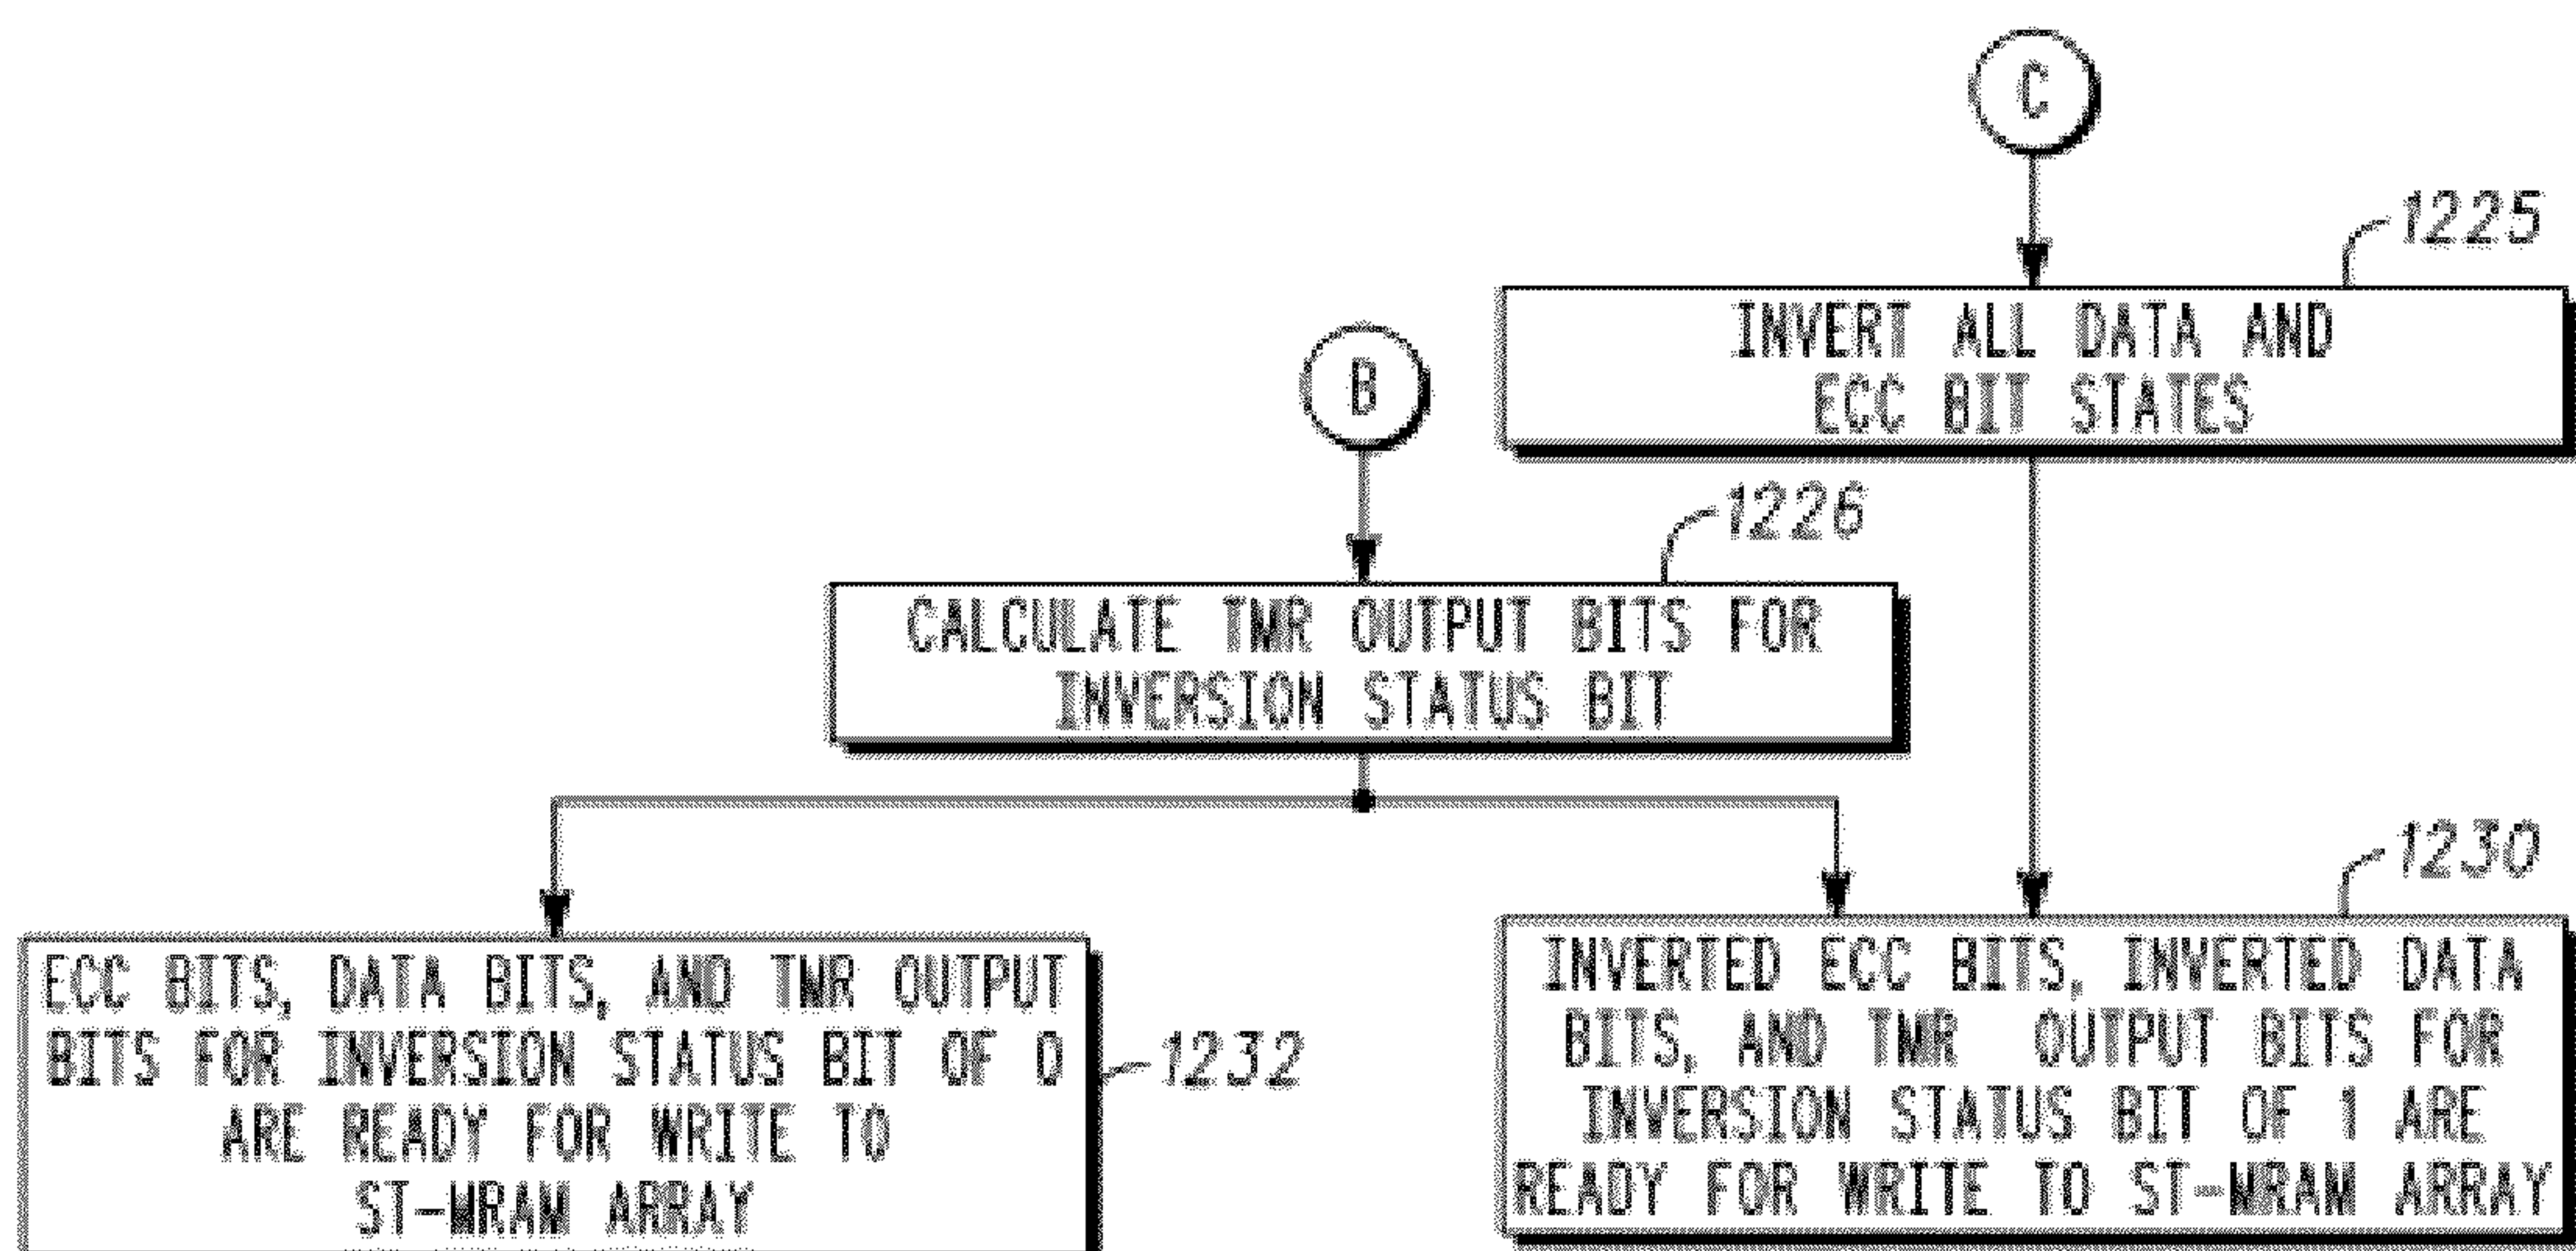 C
1225
INVERT ALL DATA AND
ECC BIT STATES
B
1226
CALCULATE TMR OUTPUT BITS FOR
INVERSION STATUS BIT
1230
INVERTED ECC BITS, INVERTED DATA
BITS, AND TMR OUTPUT BITS FOR
INVERSION STATUS BIT OF 1 ARE
READY FOR WRITE TO ST-MRAM ARRAY
ECC BITS, DATA BITS, AND TMR OUTPUT
BITS FOR INVERSION STATUS BIT OF 0
ARE READY FOR WRITE TO
ST-MRAM ARRAY
1232